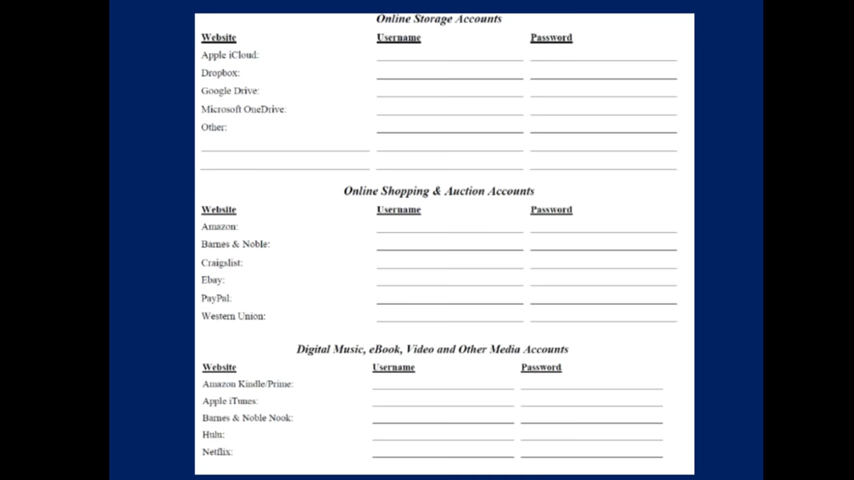 Online Storage Accounts
Website Username Password
Apple iCloud:
Dropbox:
Google Drive:
Microsoft OneDrive:
Other:
Online Shopping & Auction Accounts
Website Username Password
Amazon:
Barnes & Noble:
Craigslist:
Ebay:
PayPal:
Western Union:
Digital Music, eBook, Video and Other Media Accounts
Website Username Password
Amazon Kindle/Prime:
Apple iTunes:
Barnes & Noble Nook:
Hulu:
Netflix: